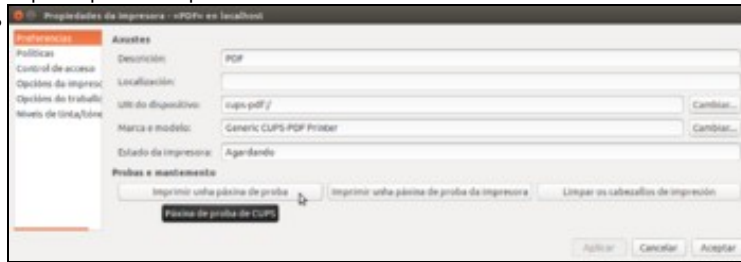 Propiedades da impresora - «PDF» en localhost
Preferencias
Políticas
Control de acceso
Opcións da impreso
Opcións do traballo
Niveis de tinta/tóne
Axustes
Descrición: PDF
Localización:
URI do dispositivo: cups-pdf:/ Cambiar...
Marca e modelo: Generic CUPS-PDF Printer Cambiar...
Estado da impresora: Agardando
Probas e mantemento
Imprimir unha páxina de proba Imprimir unha páxina de proba da impresora Limpar os cabezallos de impresión
Páxina de proba de CUPS
Aplicar Cancelar Aceptar